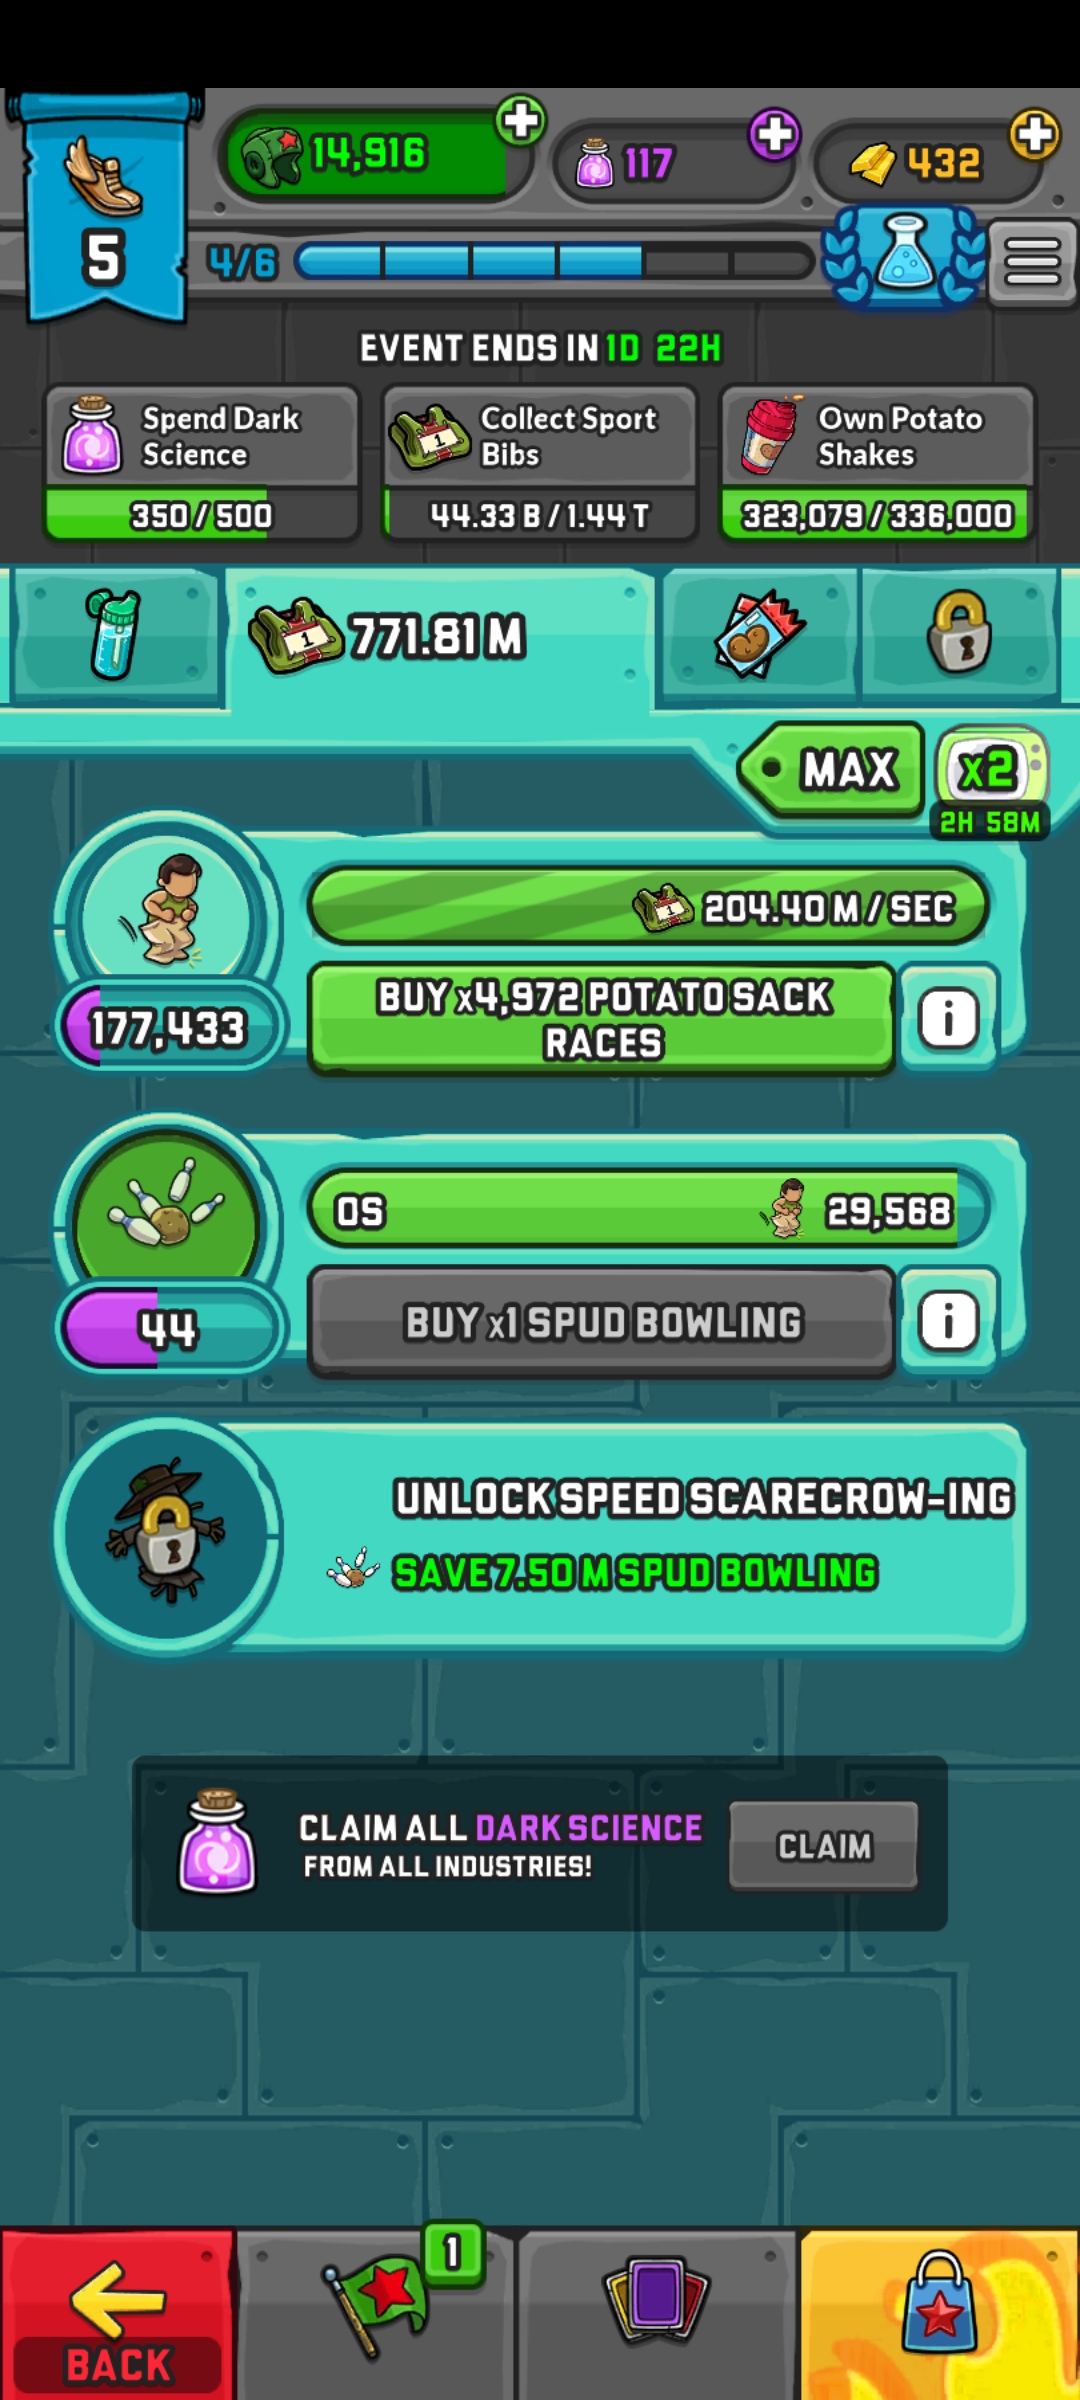 14,916
117
432
5
4/6
EVENT ENDS IN 1D 22H
Spend Dark
Science
350/500
Collect Sport
Bibs
44.33 B/1.44 T
Own Potato
Shakes
323,079/336,000
1
771.81 M
MAX
x2
2H 58M
1
204.40 M/SEC
177,433
BUY x4,972 POTATO SACK
RACES
i
0S
29,568
44
BUY x1 SPUD BOWLING
i
UNLOCK SPEED SCARECROW-ING
SAVE 7.50 M SPUD BOWLING
CLAIM ALL DARK SCIENCE
FROM ALL INDUSTRIES!
CLAIM
1
BACK